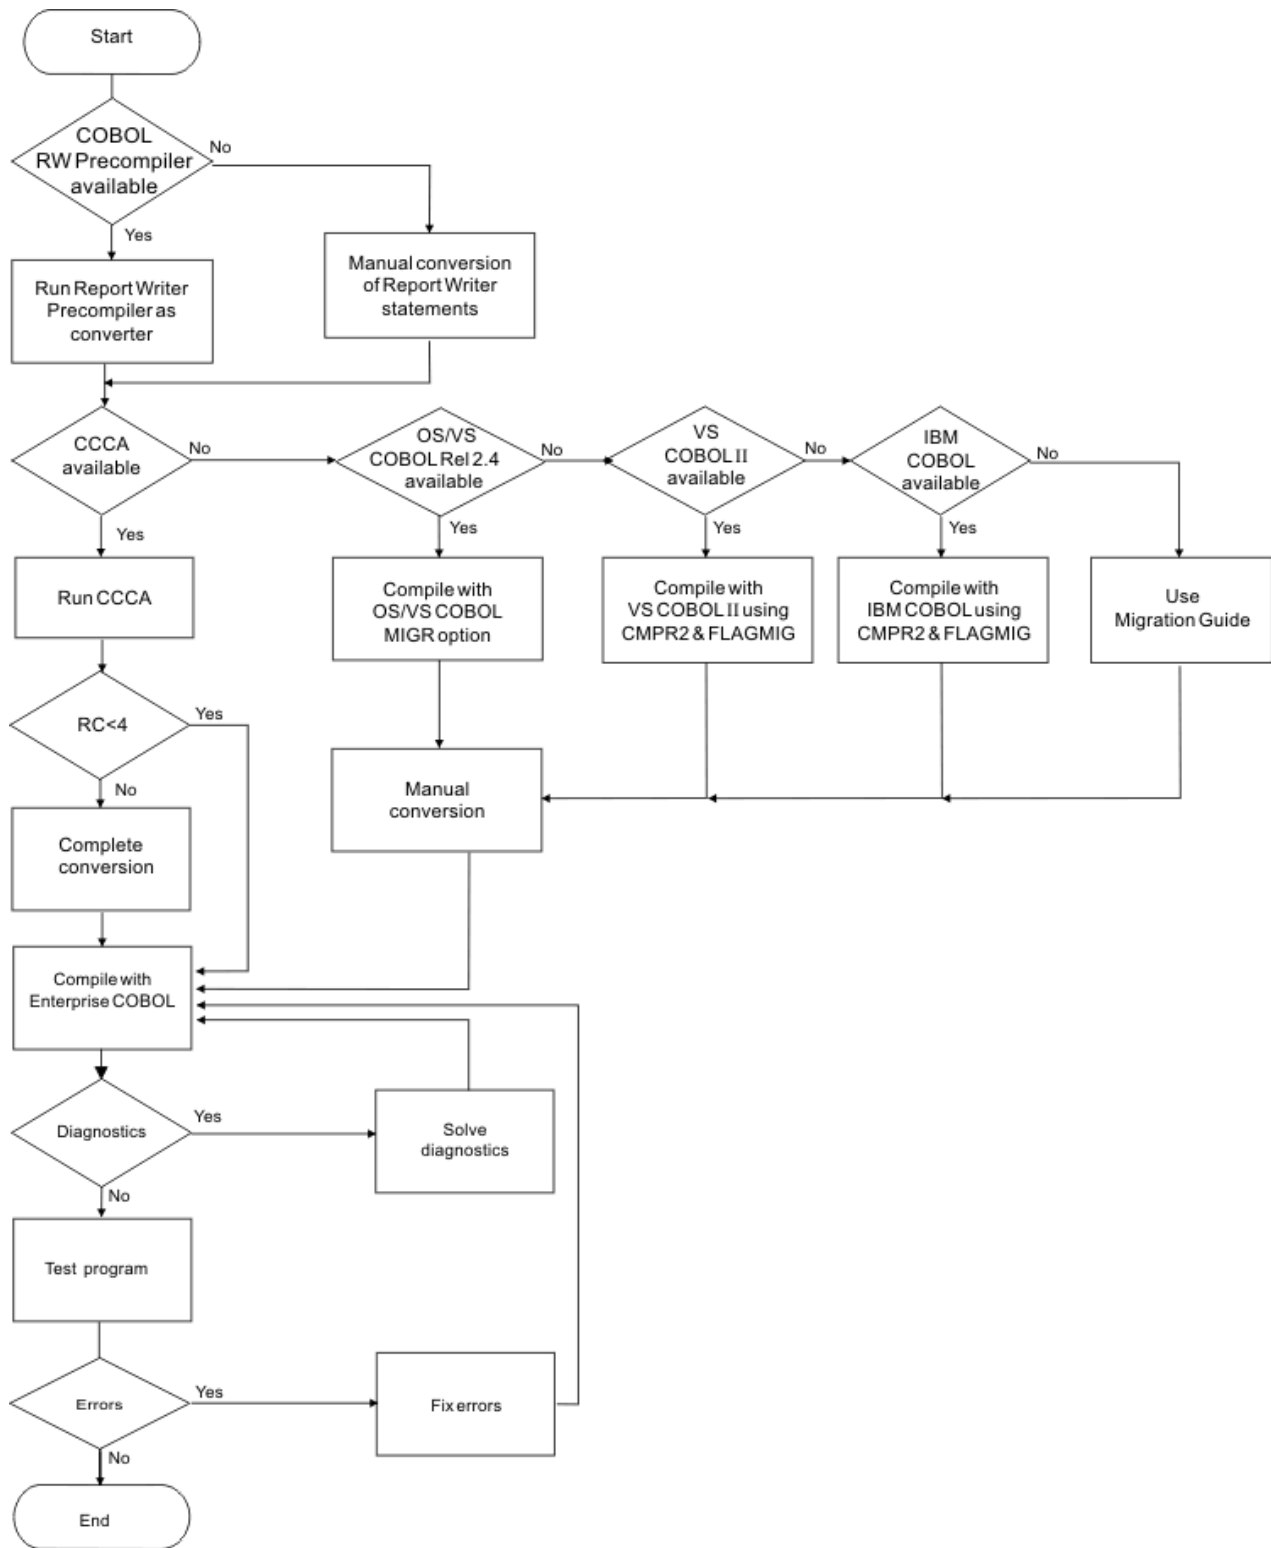 Start
COBOL
RW Precompiler
available
No
Yes
Run Report Writer
Precompiler as
converter
Manual conversion
of Report Writer
statements
CCCA
available
No
OS/VS
COBOL Rel 2.4
available
No
VS
COBOL II
available
No
IBM
COBOL
available
No
Yes
Yes
Yes
Yes
Run CCCA
Compile with
OS/VS COBOL
MIGR option
Compile with
VS COBOL II using
CMPR2 & FLAGMIG
Compile with
IBM COBOL using
CMPR2 & FLAGMIG
Use
Migration Guide
RC<4
Yes
No
Manual
conversion
Complete
conversion
Compile with
Enterprise COBOL
Diagnostics
Yes
Solve
diagnostics
No
Test program
Errors
Yes
Fix errors
No
End